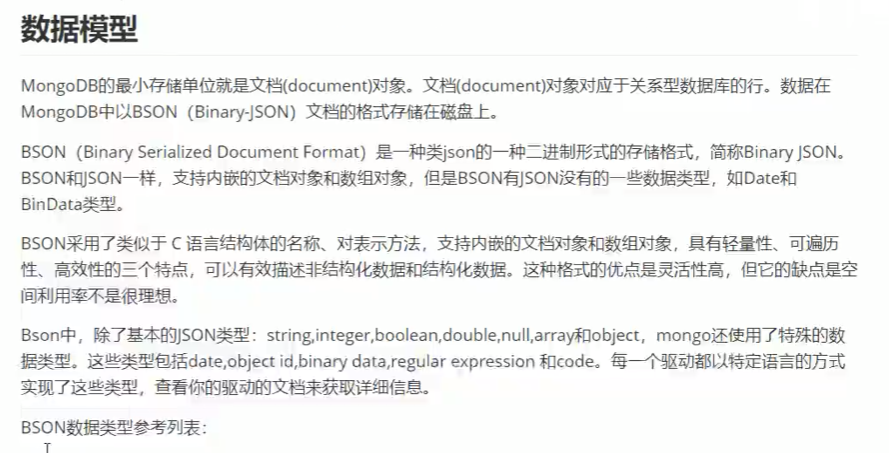 数据模型
MongoDB的最小存储单位就是文档(document)对象。文档(document)对象对应于关系型数据库的行。数据在
MongoDB中以BSON（Binary-JSON）文档的格式存储在磁盘上。
BSON（Binary Serialized Document Format）是一种类json的一种二进制形式的存储格式，简称Binary JSON。
BSON和JSON一样，支持内嵌的文档对象和数组对象，但是BSON有JSON没有的一些数据类型，如Date和
BinData类型。
BSON采用了类似于 C 语言结构体的名称、对表示方法，支持内嵌的文档对象和数组对象，具有轻量性、可遍历
性、高效性的三个特点，可以有效描述非结构化数据和结构化数据。这种格式的优点是灵活性高，但它的缺点是空
间利用率不是很理想。
Bson中，除了基本的JSON类型：string,integer,boolean,double,null,array和object，mongo还使用了特殊的数
据类型。这些类型包括date,object id,binary data,regular expression 和code。每一个驱动都以特定语言的方式
实现了这些类型，查看你的驱动的文档来获取详细信息。
BSON数据类型参考列表：